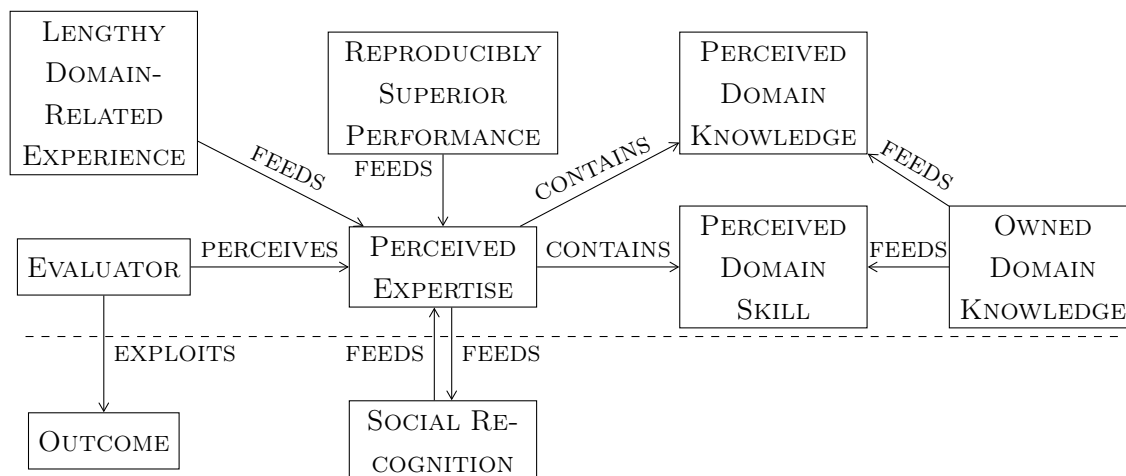 LENGTHY
DOMAIN-
RELATED
EXPERIENCE
REPRODUCIBLY
SUPERIOR
PERFORMANCE
PERCEIVED
DOMAIN
KNOWLEDGE
FEEDS
FEEDS
CONTAINS
FEEDS
EVALUATOR
PERCEIVES
PERCEIVED
EXPERTISE
CONTAINS
PERCEIVED
DOMAIN
SKILL
FEEDS
OWNED
DOMAIN
KNOWLEDGE
EXPLOITS
FEEDS
FEEDS
OUTCOME
SOCIAL RE-
COGNITION